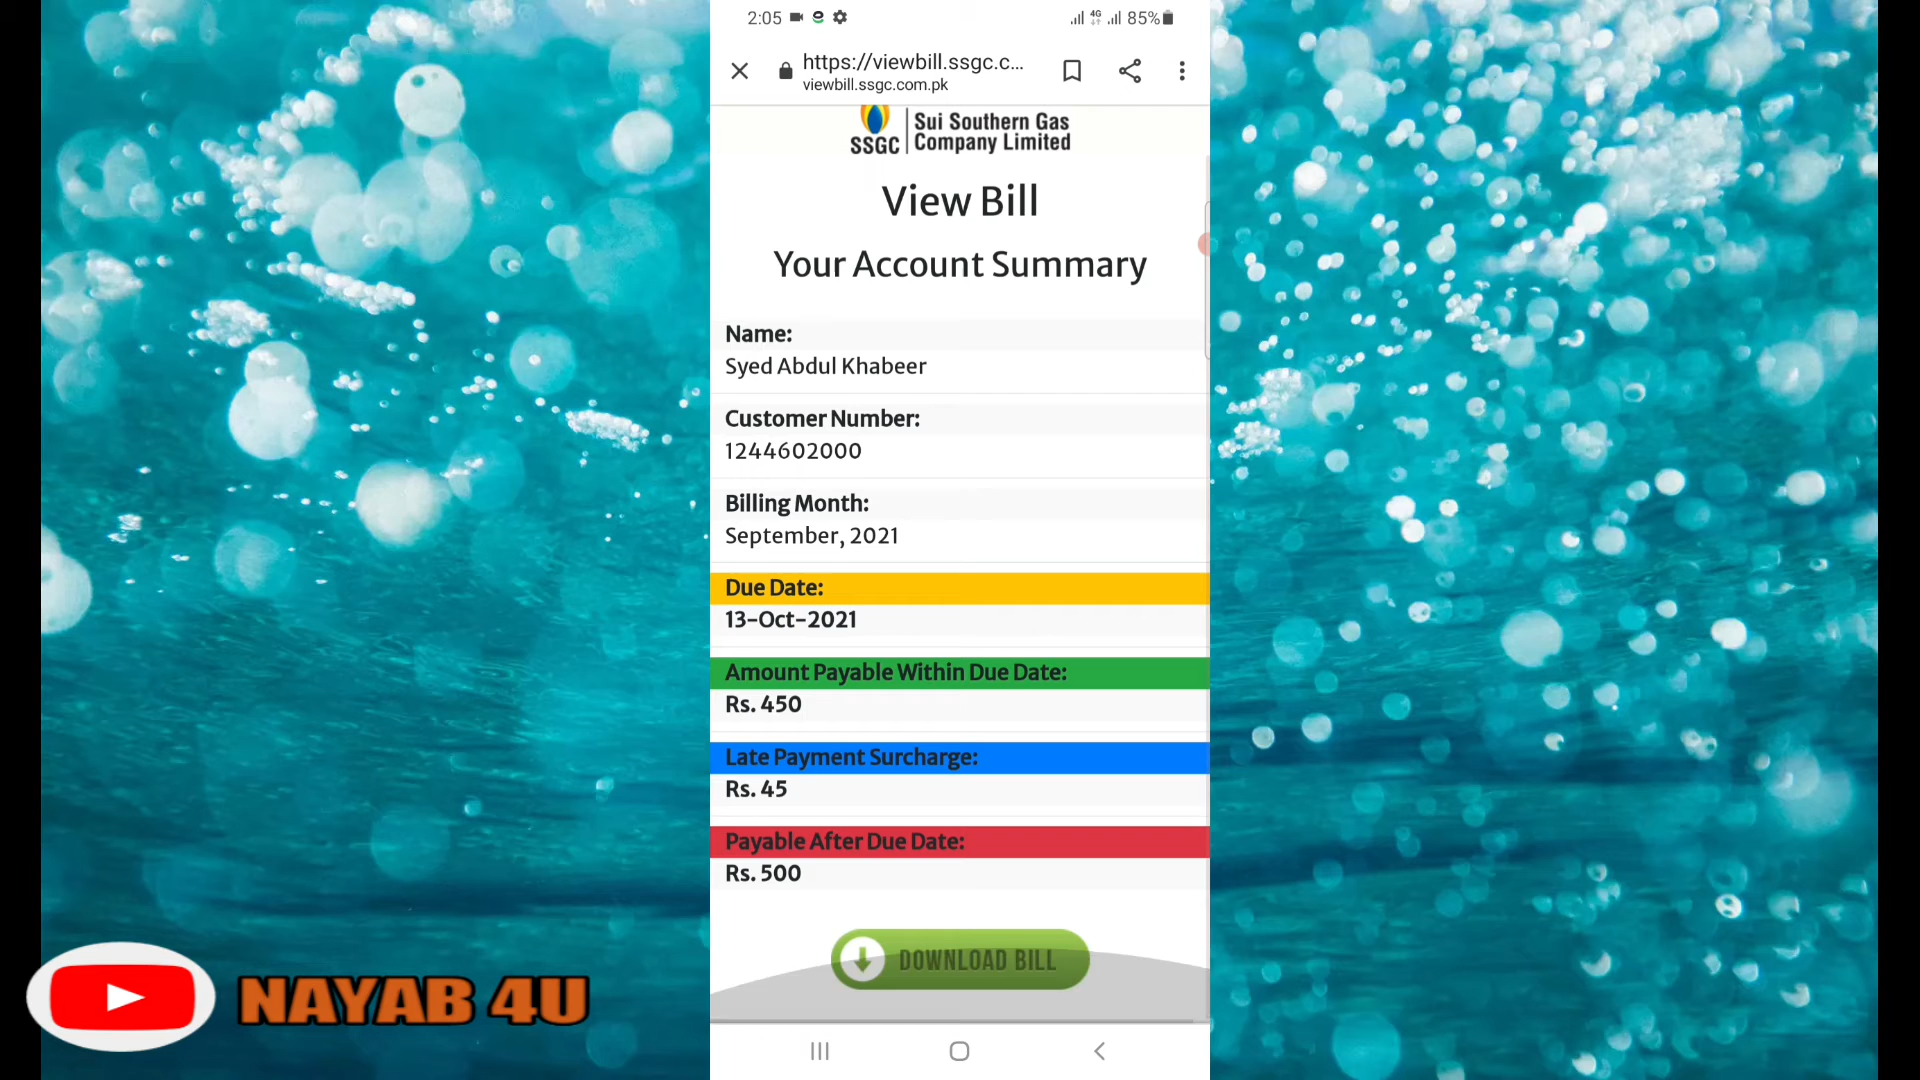 2:05 4G 85%
https://viewbill.ssgc.c...
viewbill.ssgc.com.pk
SSGC
Sui Southern Gas
Company Limited
View Bill
Your Account Summary
Name:
Syed Abdul Khabeer
Customer Number:
1244602000
Billing Month:
September, 2021
Due Date:
13-Oct-2021
Amount Payable Within Due Date:
Rs. 450
Late Payment Surcharge:
Rs. 45
Payable After Due Date:
Rs. 500
DOWNLOAD BILL
NAYAB 4U